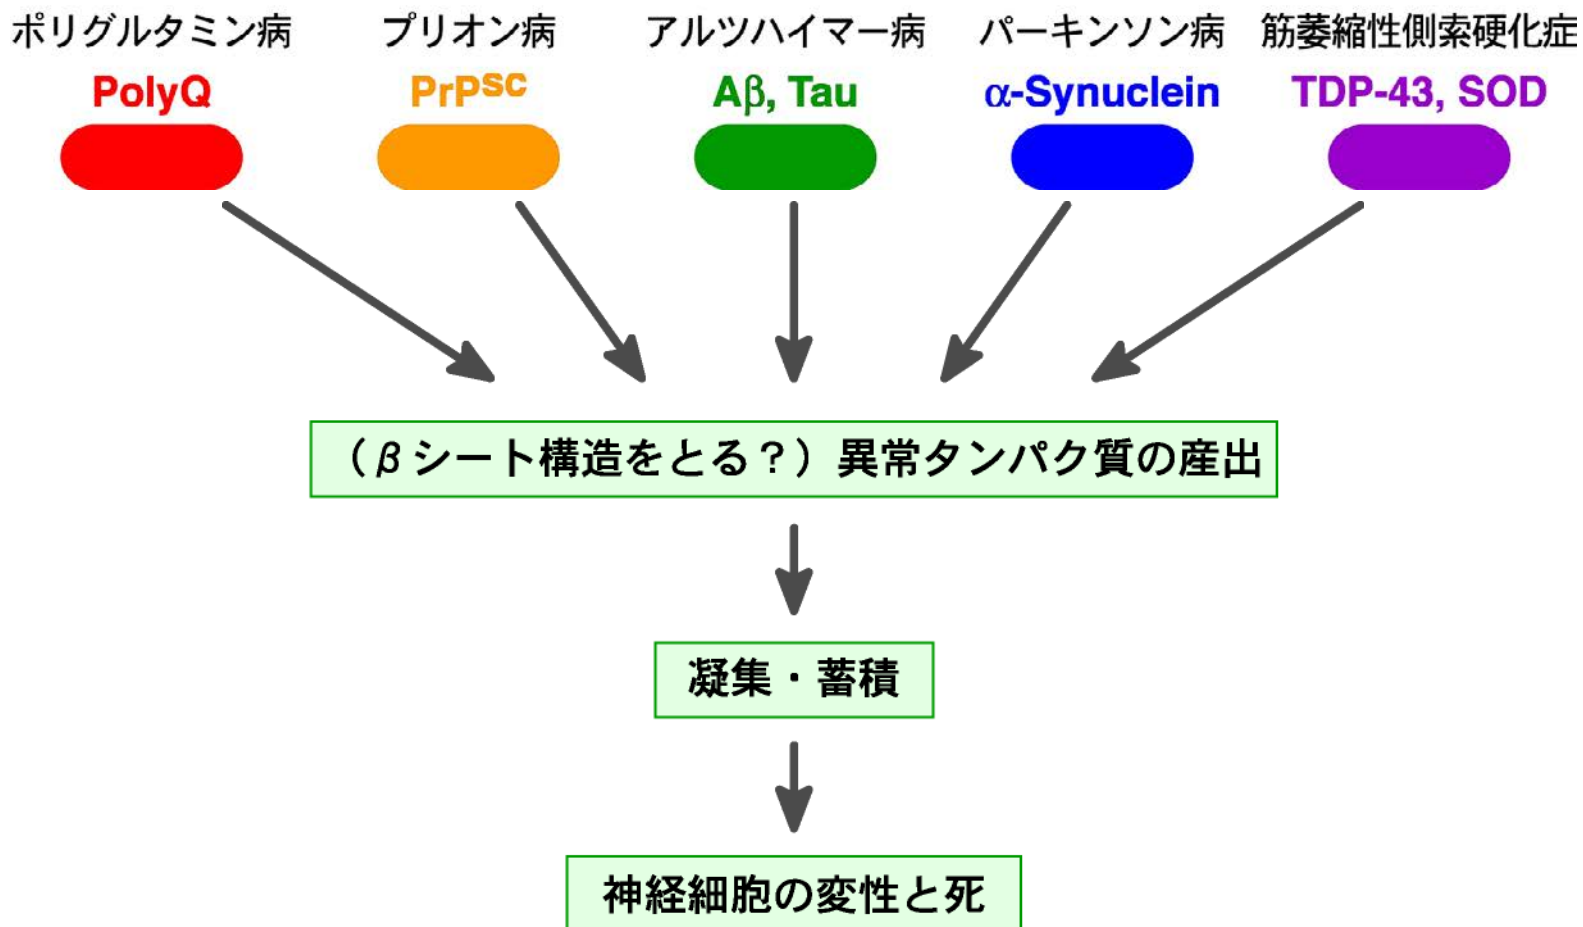 ポリグルタミン病 プリオン病 アルツハイマー病 パーキンソン病 筋萎縮性側索硬化症
PolyQ PrPSC Aβ, Tau α-Synuclein TDP-43, SOD
(βシート構造をとる?)異常タンパク質の産出
凝集・蓄積
神経細胞の変性と死